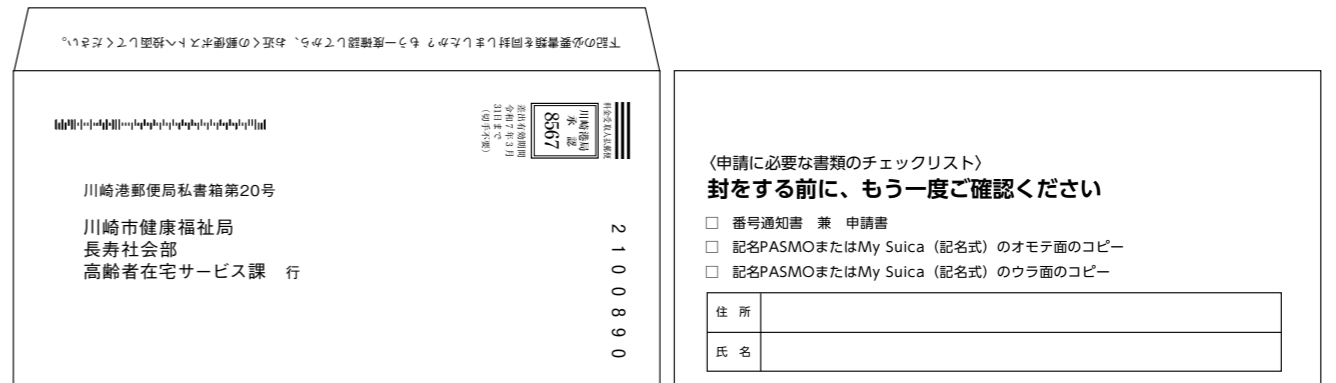 下記の必要書類を同封しましたか？ もう一度確認してから、お近くの郵便ポストへ投函してください。
料金受取人払郵便
川崎港局
承認
8567
差出有効期間
令和7年3月
31日まで
（切手不要）
川崎港郵便局私書箱第20号
川崎市健康福祉局
長寿社会部
高齢者在宅サービス課 行
2100890
〈申請に必要な書類のチェックリスト〉
封をする前に、もう一度ご確認ください
□ 番号通知書 兼 申請書
□ 記名PASMOまたはMy Suica（記名式）のオモテ面のコピー
□ 記名PASMOまたはMy Suica（記名式）のウラ面のコピー
住 所
氏 名